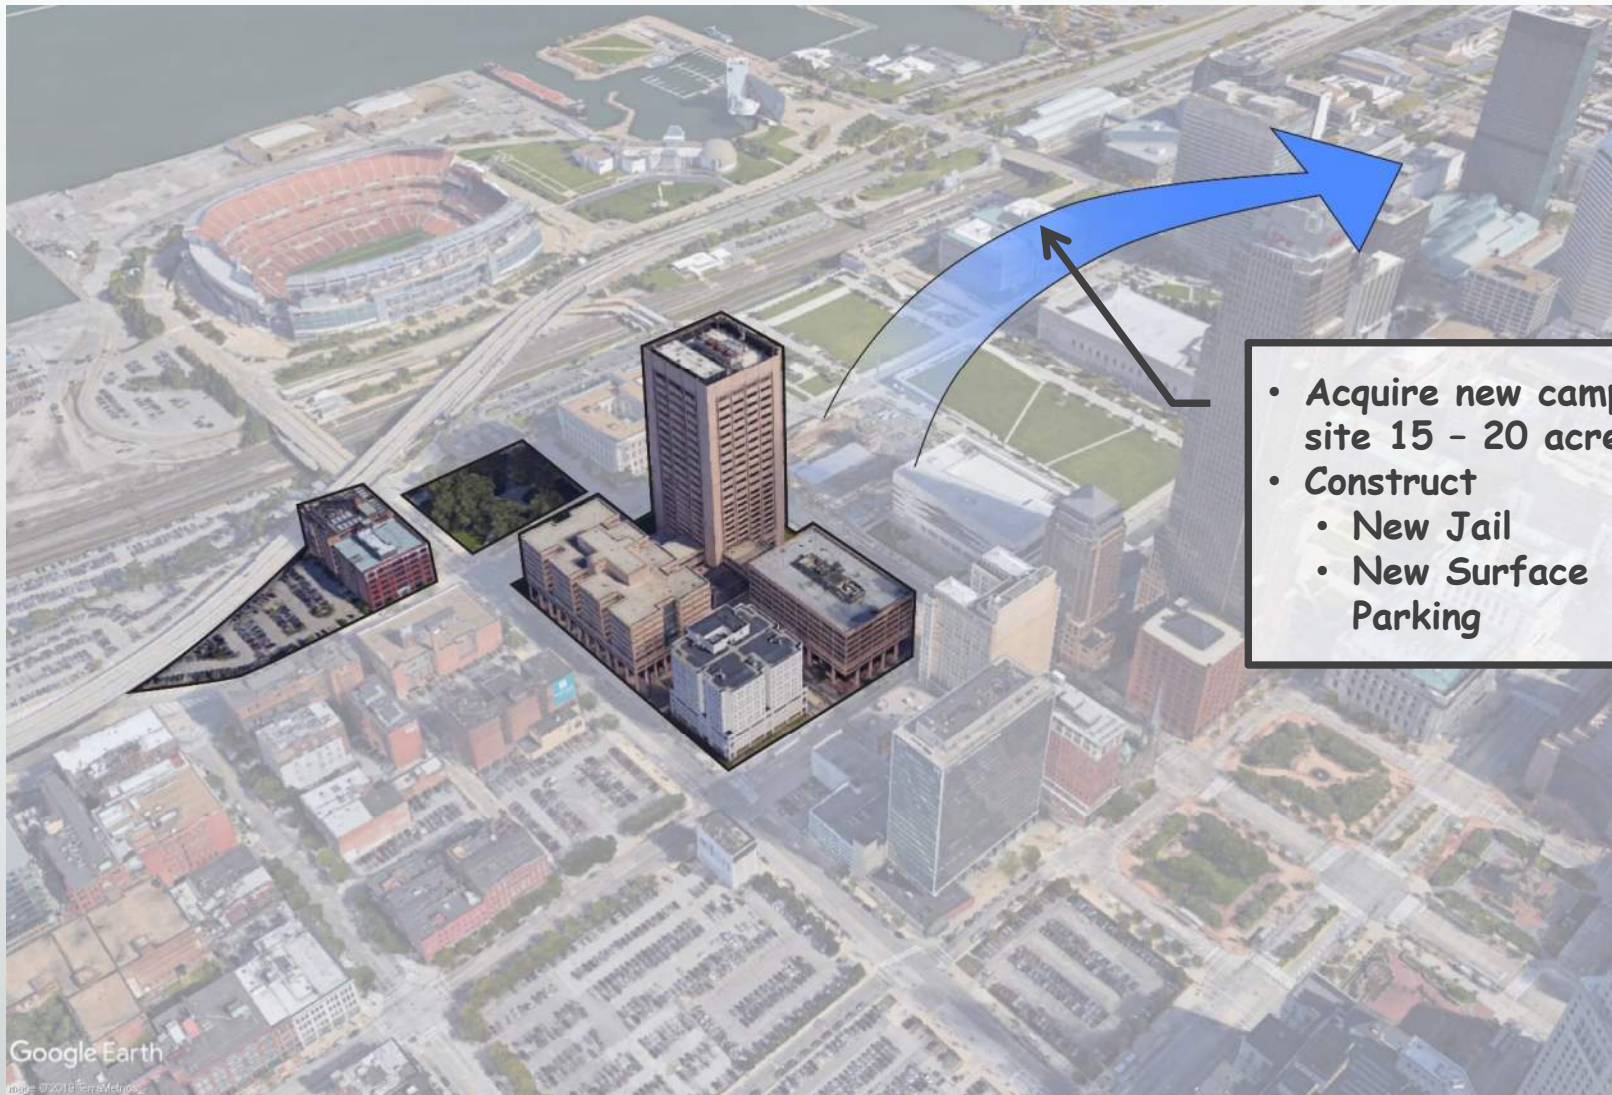 • Acquire new camp
site 15 – 20 acre
• Construct
• New Jail
• New Surface
Parking
Google Earth